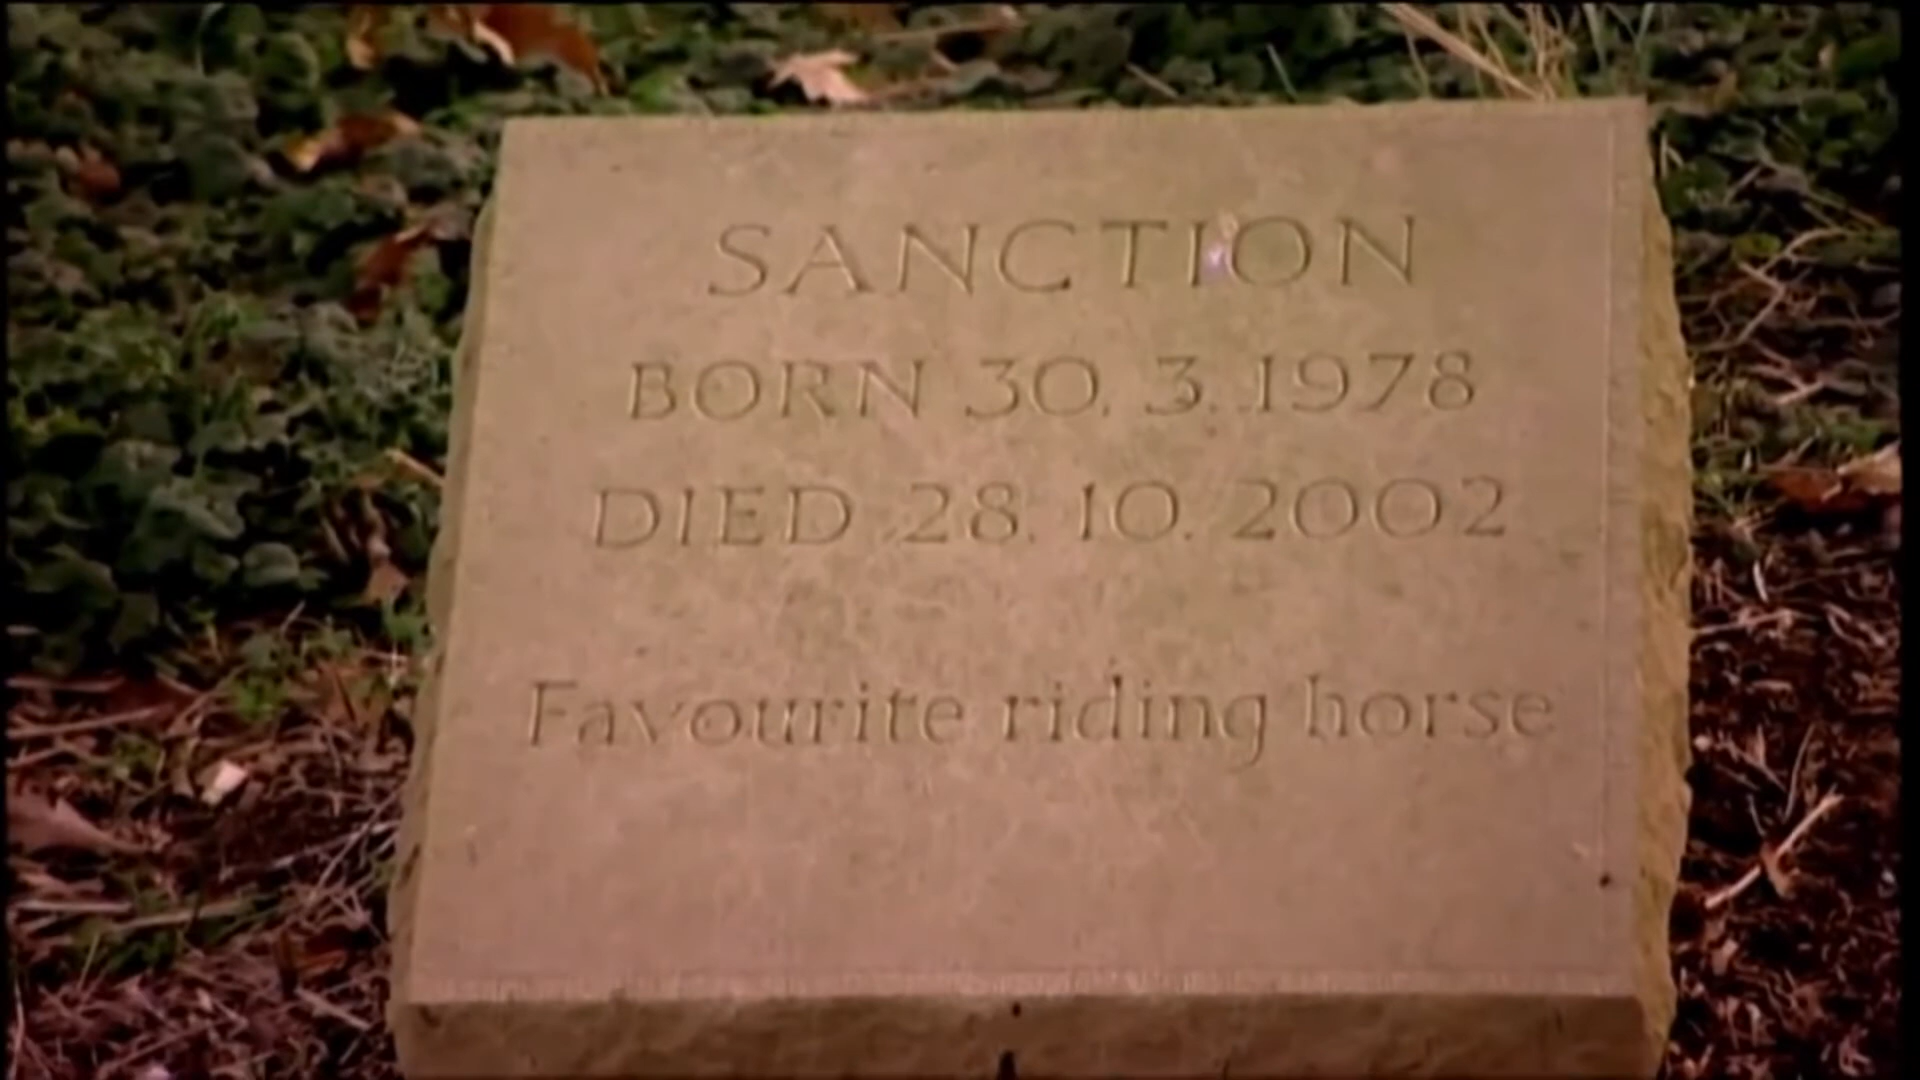 SANCTION
BORN 30. 3. 1978
DIED 28. 10. 2002
Favourite riding horse